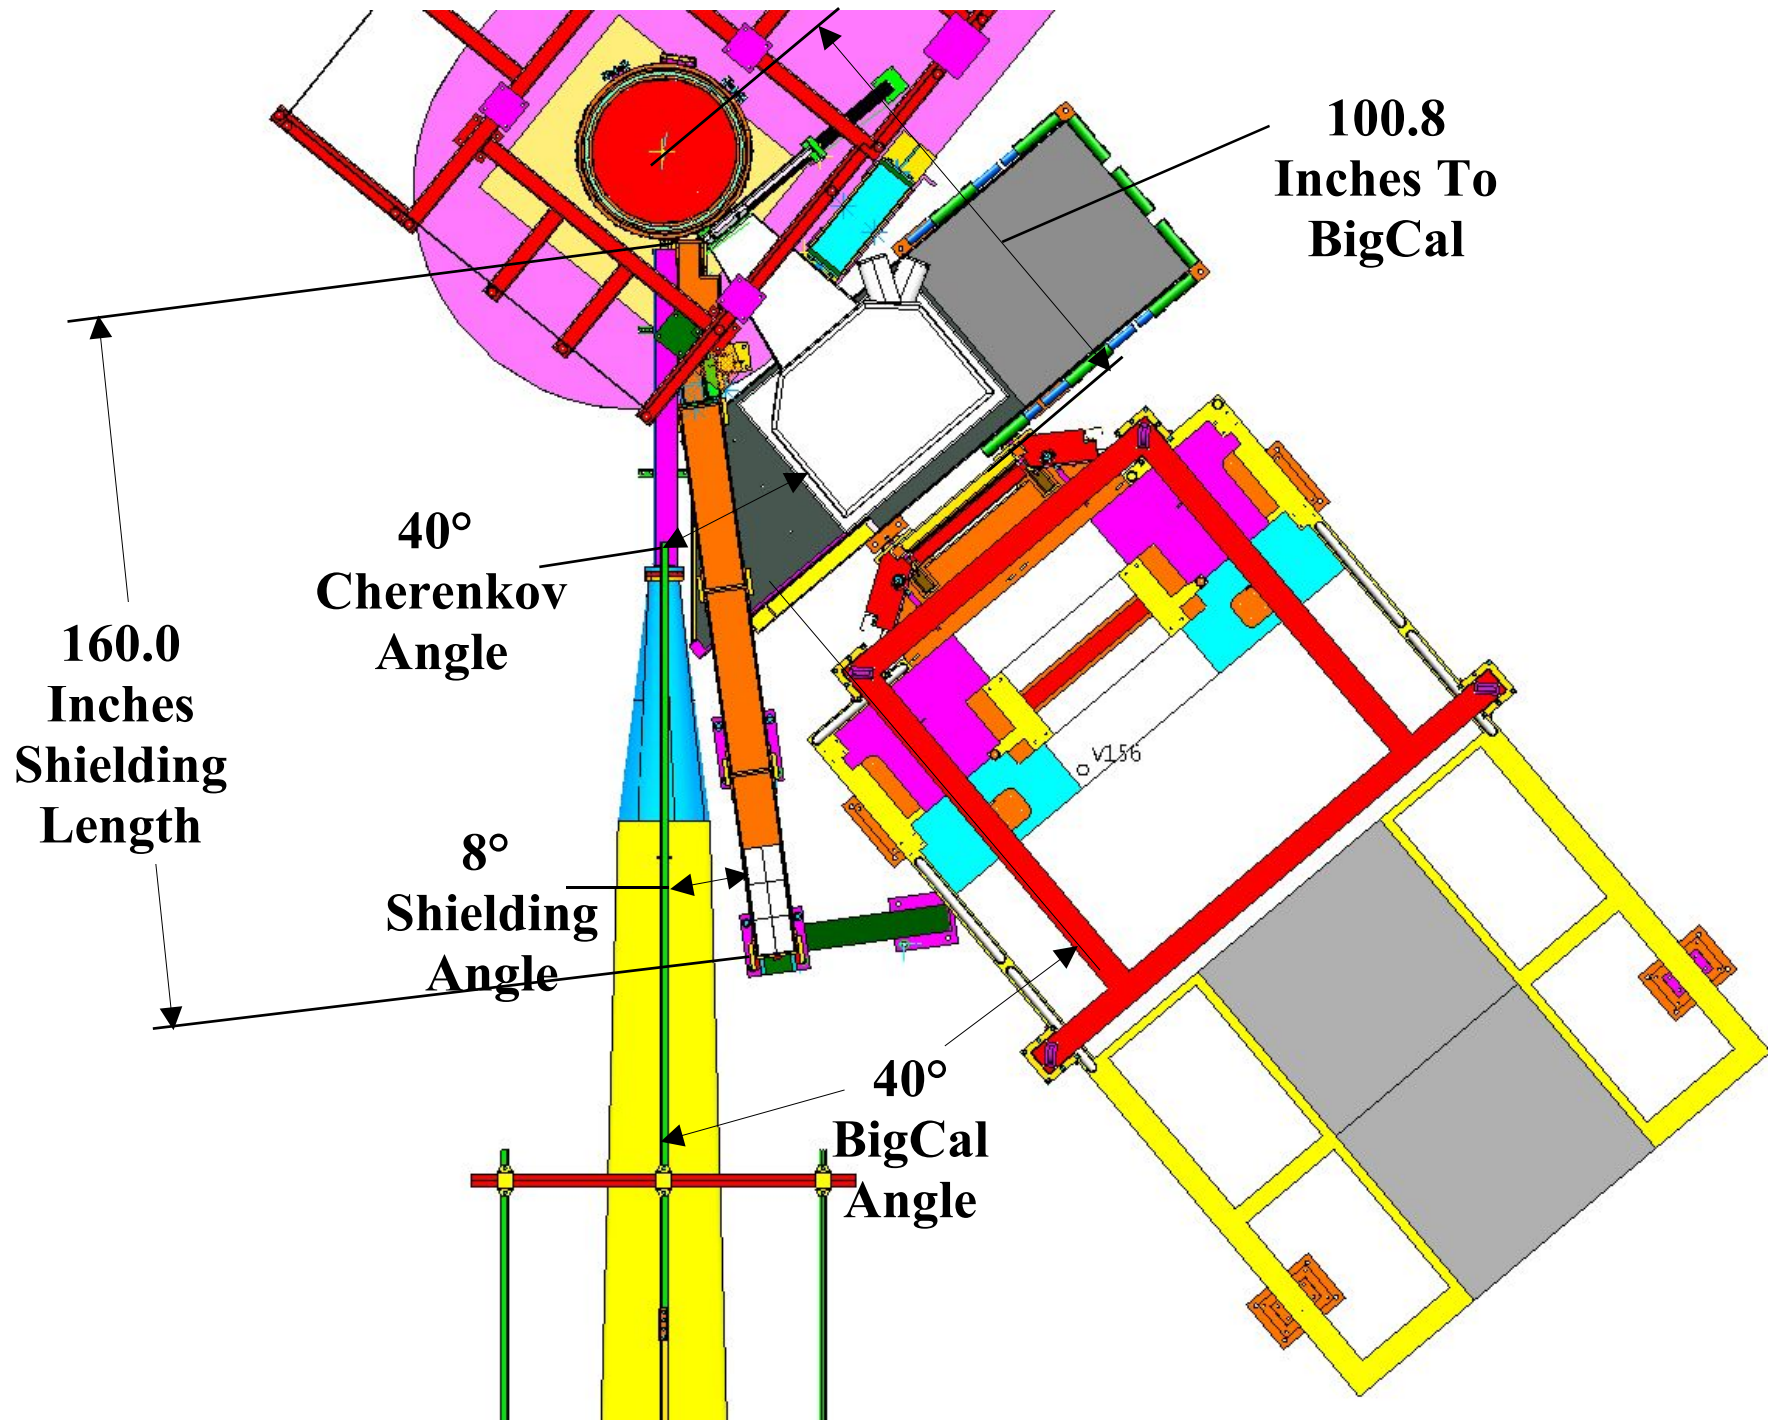 100.8
Inches To
BigCal
40°
Cherenkov
Angle
160.0
Inches
Shielding
Length
v156
8°
Shielding
Angle
40°
BigCal
Angle